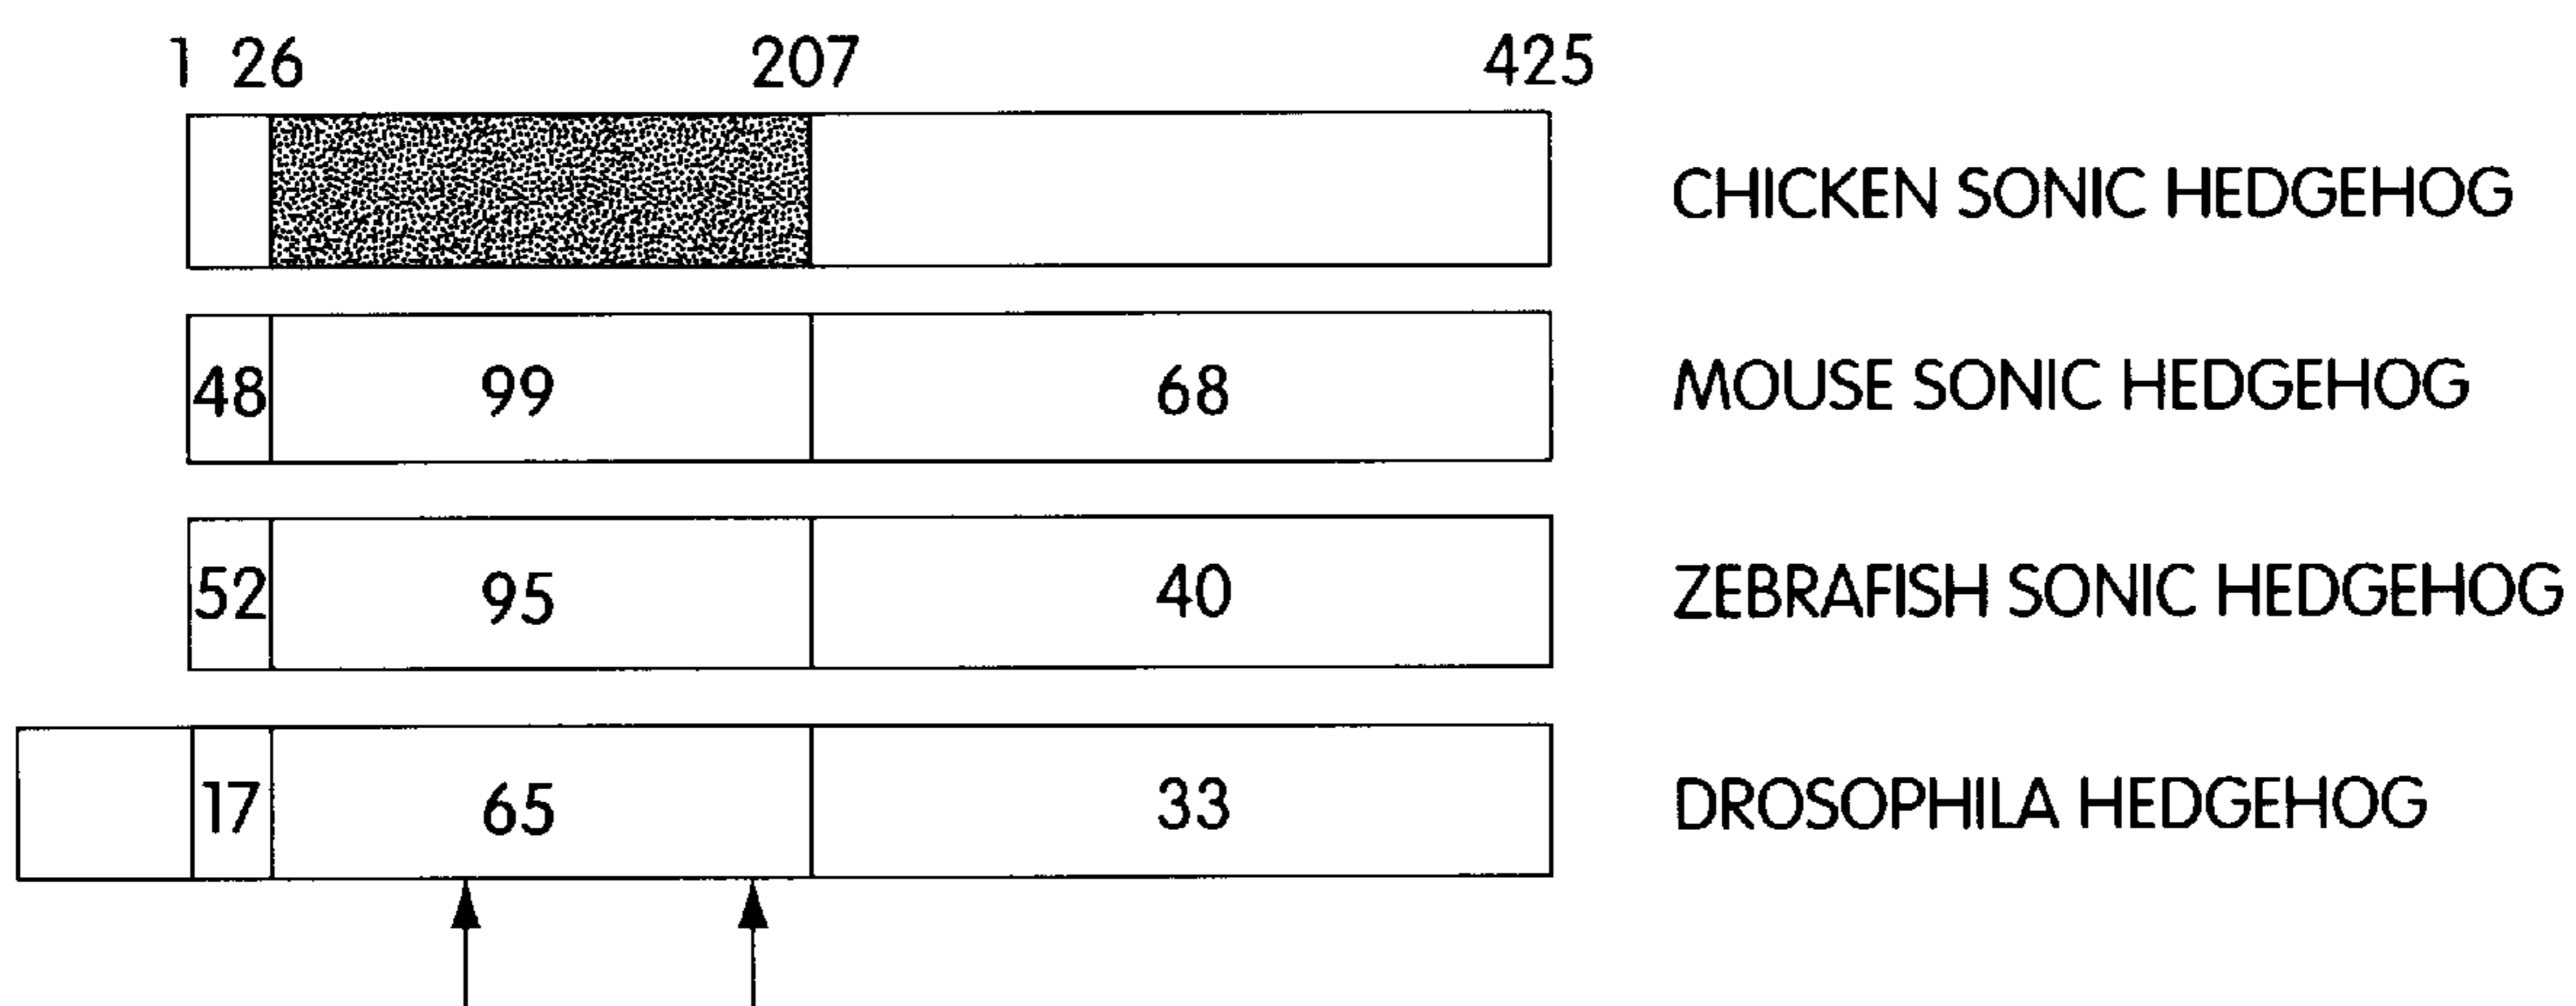 1 26 207 425
CHICKEN SONIC HEDGEHOG
48 99 68 MOUSE SONIC HEDGEHOG
52 95 40 ZEBRAFISH SONIC HEDGEHOG
17 65 33 DROSOPHILA HEDGEHOG